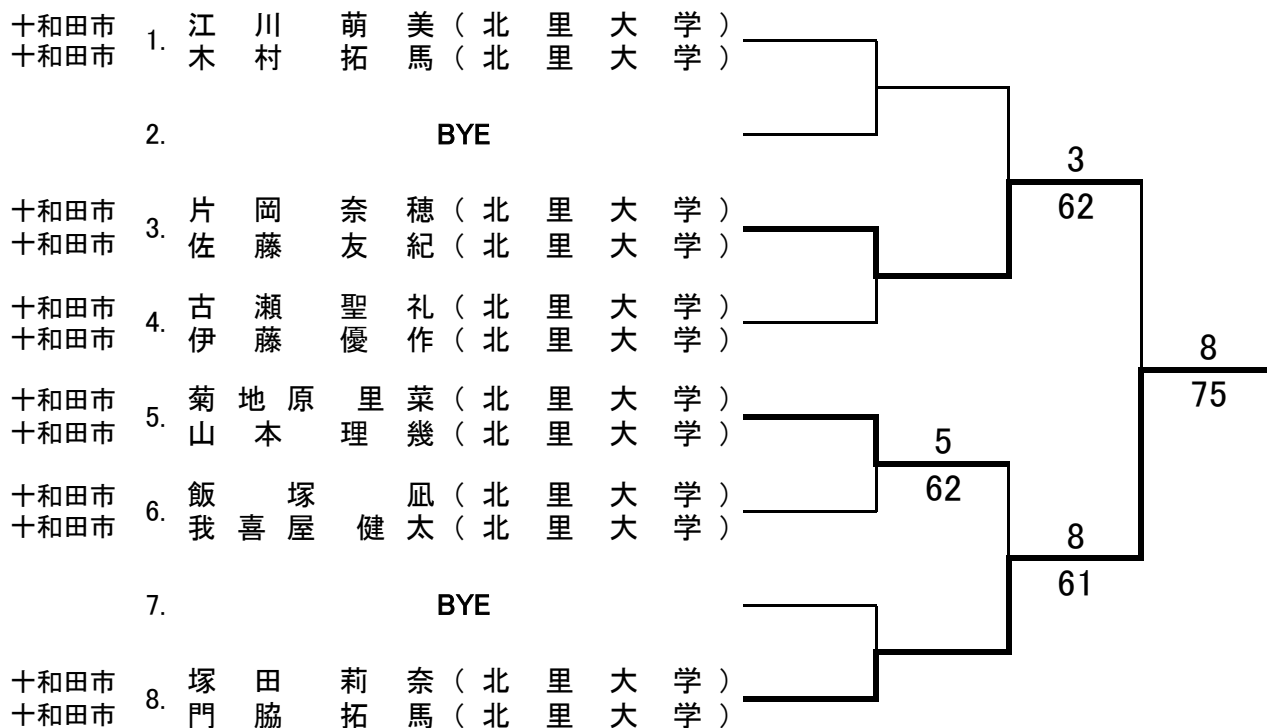 十和田市 1. 江川 萌美(北里大学)
十和田市 木村 拓馬(北里大学)
2. BYE
3
62
十和田市 3. 片岡 奈穂(北里大学)
十和田市 佐藤 友紀(北里大学)
十和田市 4. 古瀬 聖礼(北里大学)
十和田市 伊藤 優作(北里大学)
8
75
十和田市 5. 菊地原 里菜(北里大学)
十和田市 山本 理幾(北里大学)
5
62
十和田市 6. 飯塚 凪(北里大学)
十和田市 我喜屋 健太(北里大学)
8
61
7. BYE
十和田市 8. 塚田 莉奈(北里大学)
十和田市 門脇 拓馬(北里大学)